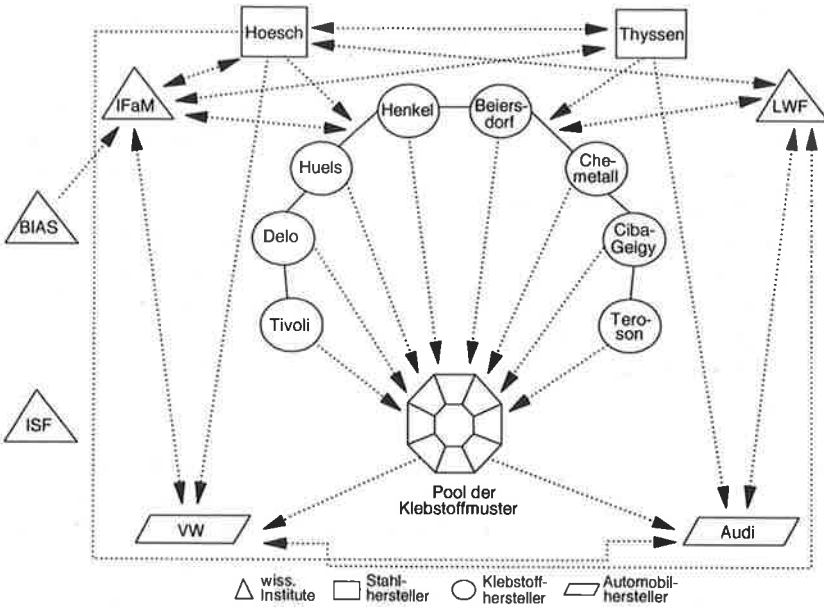 Hoesch
Thyssen
IFaM
LWF
Henkel
Beiers-
dorf
Huels
Che-
metall
BIAS
Delo
Ciba-
Geigy
Tivoli
Tero-
son
ISF
Pool der
Klebstoffmuster
VW
Audi
wiss.
Institute
Stahl-
hersteller
Klebstoff-
hersteller
Automobil-
hersteller